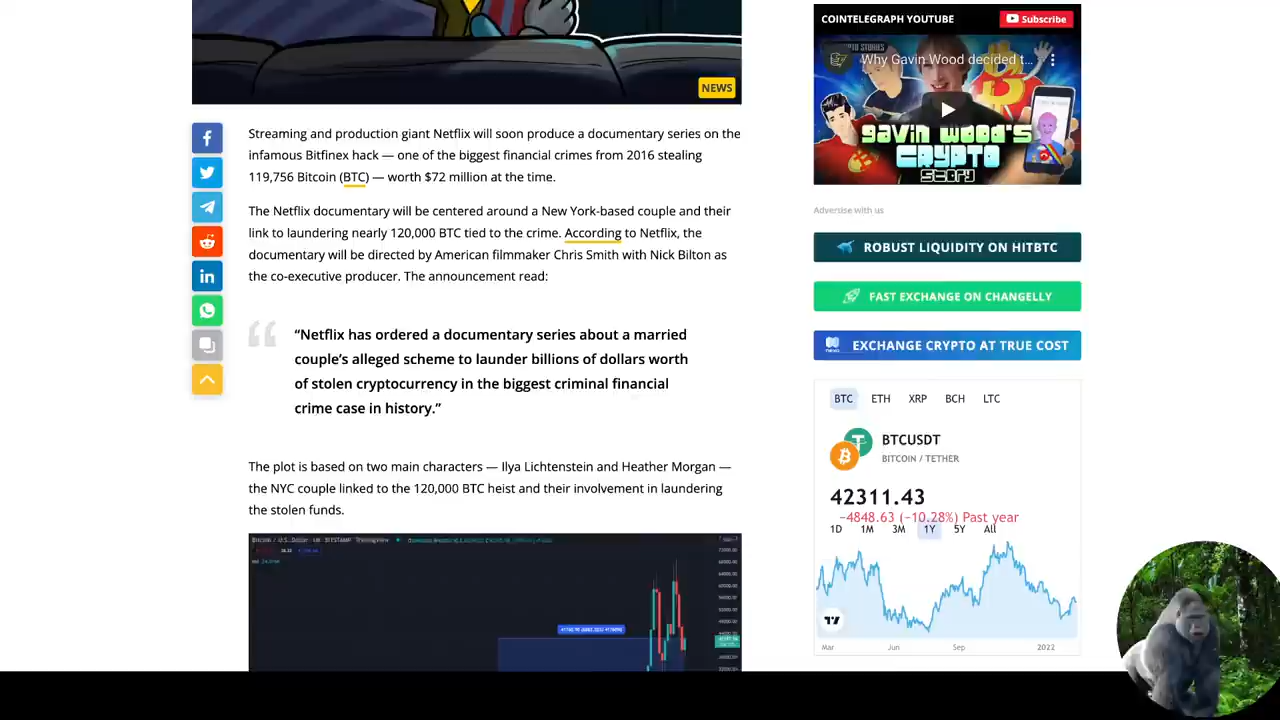 NEWS
Streaming and production giant Netflix will soon produce a documentary series on the
infamous Bitfinex hack — one of the biggest financial crimes from 2016 stealing
119,756 Bitcoin (BTC) — worth $72 million at the time.
The Netflix documentary will be centered around a New York-based couple and their
link to laundering nearly 120,000 BTC tied to the crime. According to Netflix, the
documentary will be directed by American filmmaker Chris Smith with Nick Bilton as
the co-executive producer. The announcement read:
“Netflix has ordered a documentary series about a married
couple’s alleged scheme to launder billions of dollars worth
of stolen cryptocurrency in the biggest criminal financial
crime case in history.”
The plot is based on two main characters — Ilya Lichtenstein and Heather Morgan —
the NYC couple linked to the 120,000 BTC heist and their involvement in laundering
the stolen funds.
COINTELEGRAPH YOUTUBE
Subscribe
Why Gavin Wood decided t...
GAVIN WOOD'S
CRYPTO
STORY
Advertise with us
ROBUST LIQUIDITY ON HITBTC
FAST EXCHANGE ON CHANGELLY
EXCHANGE CRYPTO AT TRUE COST
BTC ETH XRP BCH LTC
BTCUSDT
BITCOIN / TETHER
42311.43
−4848.63 (−10.28%) Past year
1D 1M 3M 1Y 5Y All
Mar Jun Sep 2022